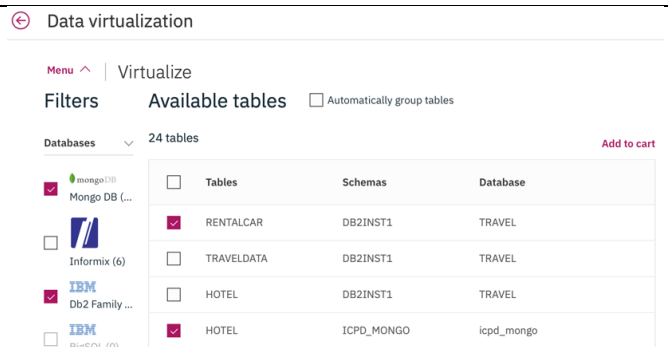 Data virtualization
Menu
Virtualize
Filters
Available tables
Automatically group tables
Databases
24 tables
Add to cart
mongoDB
Mongo DB (...
Informix (6)
IBM
Db2 Family ...
IBM
BigSQL (0)
Tables Schemas Database
RENTALCAR DB2INST1 TRAVEL
TRAVELDATA DB2INST1 TRAVEL
HOTEL DB2INST1 TRAVEL
HOTEL ICPD_MONGO icpd_mongo